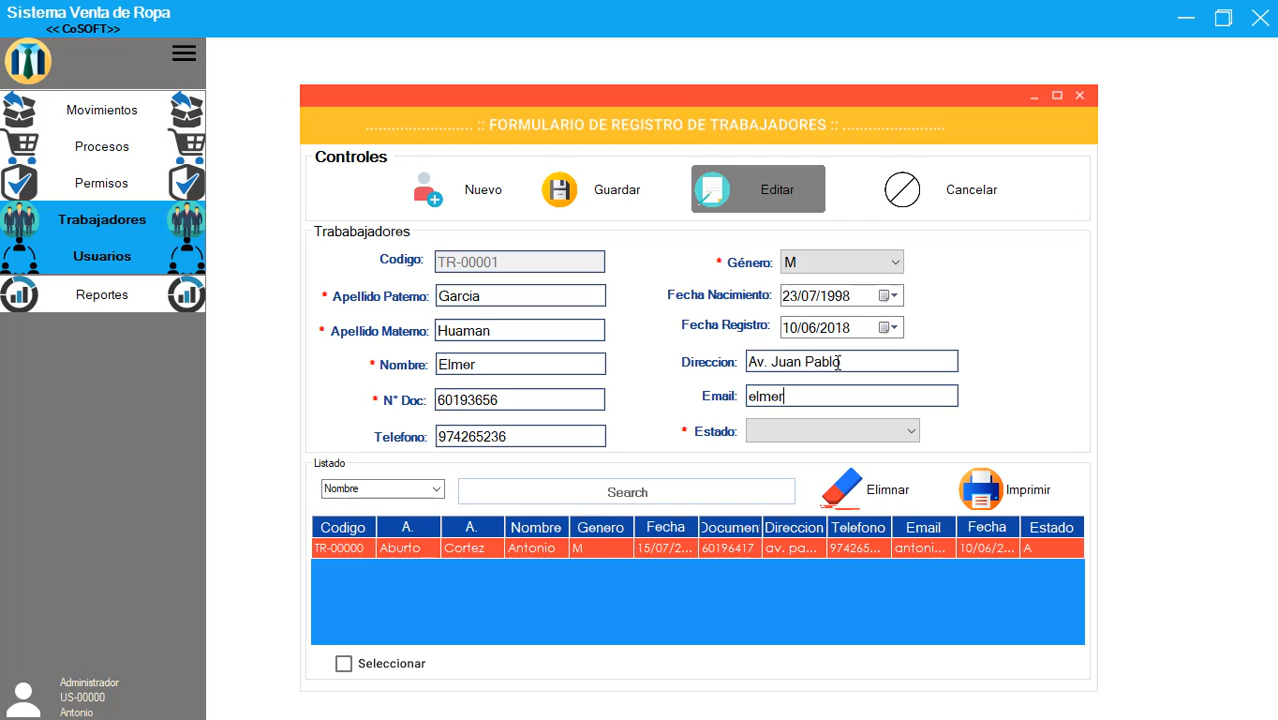 Sistema Venta de Ropa
<< CoSOFT>>
Movimientos
Procesos
Permisos
Trabajadores
Usuarios
Reportes
Administrador
US-00000
Antonio
........................ :: FORMULARIO DE REGISTRO DE TRABAJADORES :: .......................
Controles
Nuevo
Guardar
Editar
Cancelar
Trababajadores
Codigo: TR-00001
* Apellido Paterno: Garcia
* Apellido Materno: Huaman
* Nombre: Elmer
* N° Doc: 60193656
Telefono: 974265236
* Género: M
Fecha Nacimiento: 23/07/1998
Fecha Registro: 10/06/2018
Direccion: Av. Juan Pablo
Email: elmer
* Estado:
Listado
Nombre
Search
Elimnar
Imprimir
Codigo A. A. Nombre Genero Fecha Documen Direccion Telefono Email Fecha Estado
TR-00000 Aburto Cortez Antonio M 15/07/2... 60196417 av. pa... 974265... antoni... 10/06/2... A
Seleccionar